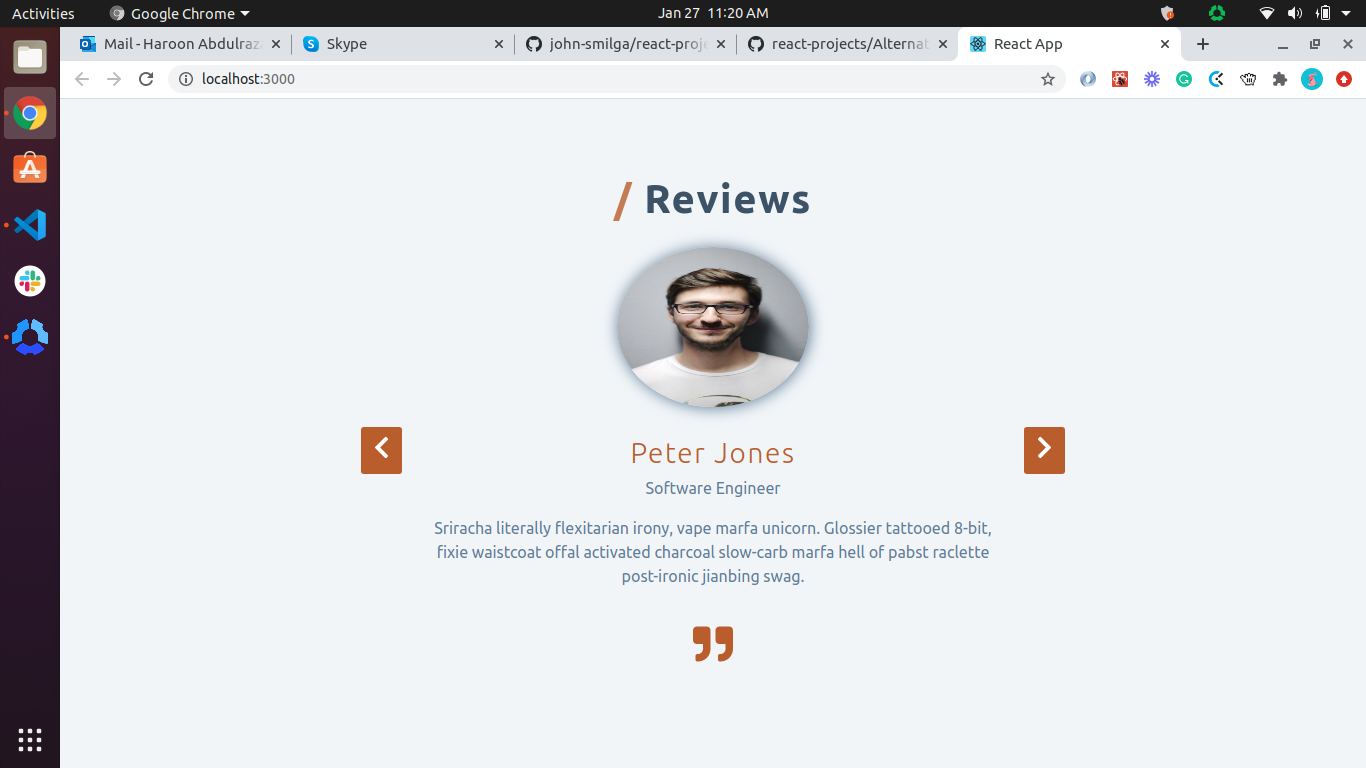 Activities
Google Chrome
Jan 27 11:20 AM
Mail - Haroon Abdulraz
Skype
john-smilga/react-proje
react-projects/Alternat
React App
localhost:3000
/ Reviews
Peter Jones
Software Engineer
Sriracha literally flexitarian irony, vape marfa unicorn. Glossier tattooed 8-bit,
fixie waistcoat offal activated charcoal slow-carb marfa hell of pabst raclette
post-ironic jianbing swag.
”